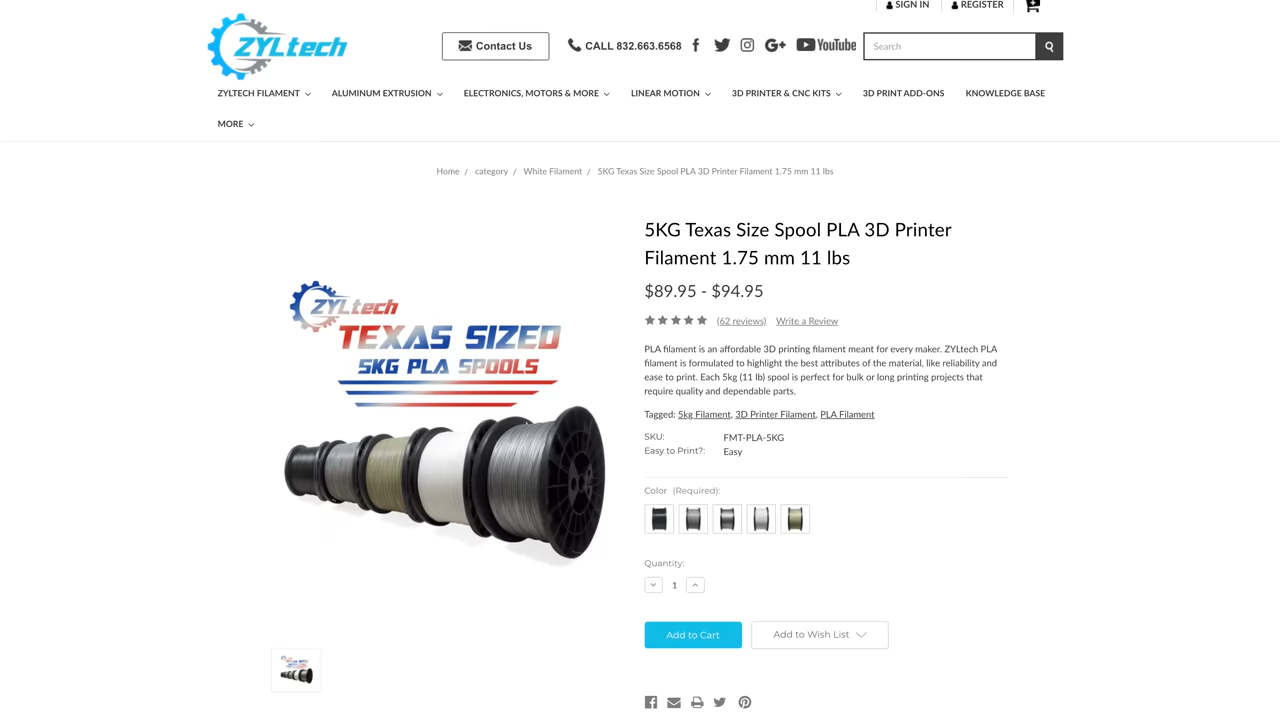 SIGN IN
REGISTER
ZYLtech
Contact Us
CALL 832.663.6568
YouTube
Search
ZYLTECH FILAMENT
ALUMINUM EXTRUSION
ELECTRONICS, MOTORS & MORE
LINEAR MOTION
3D PRINTER & CNC KITS
3D PRINT ADD-ONS
KNOWLEDGE BASE
MORE
Home / category / White Filament / 5KG Texas Size Spool PLA 3D Printer Filament 1.75 mm 11 lbs
ZYLtech
TEXAS SIZED
5KG PLA SPOOLS
5KG Texas Size Spool PLA 3D Printer
Filament 1.75 mm 11 lbs
$89.95 - $94.95
(62 reviews) Write a Review
PLA filament is an affordable 3D printing filament meant for every maker. ZYLtech PLA
filament is formulated to highlight the best attributes of the material, like reliability and
ease to print. Each 5kg (11 lb) spool is perfect for bulk or long printing projects that
require quality and dependable parts.
Tagged: 5kg Filament, 3D Printer Filament, PLA Filament
SKU: FMT-PLA-5KG
Easy to Print?: Easy
Color (Required):
Quantity:
1
Add to Cart
Add to Wish List